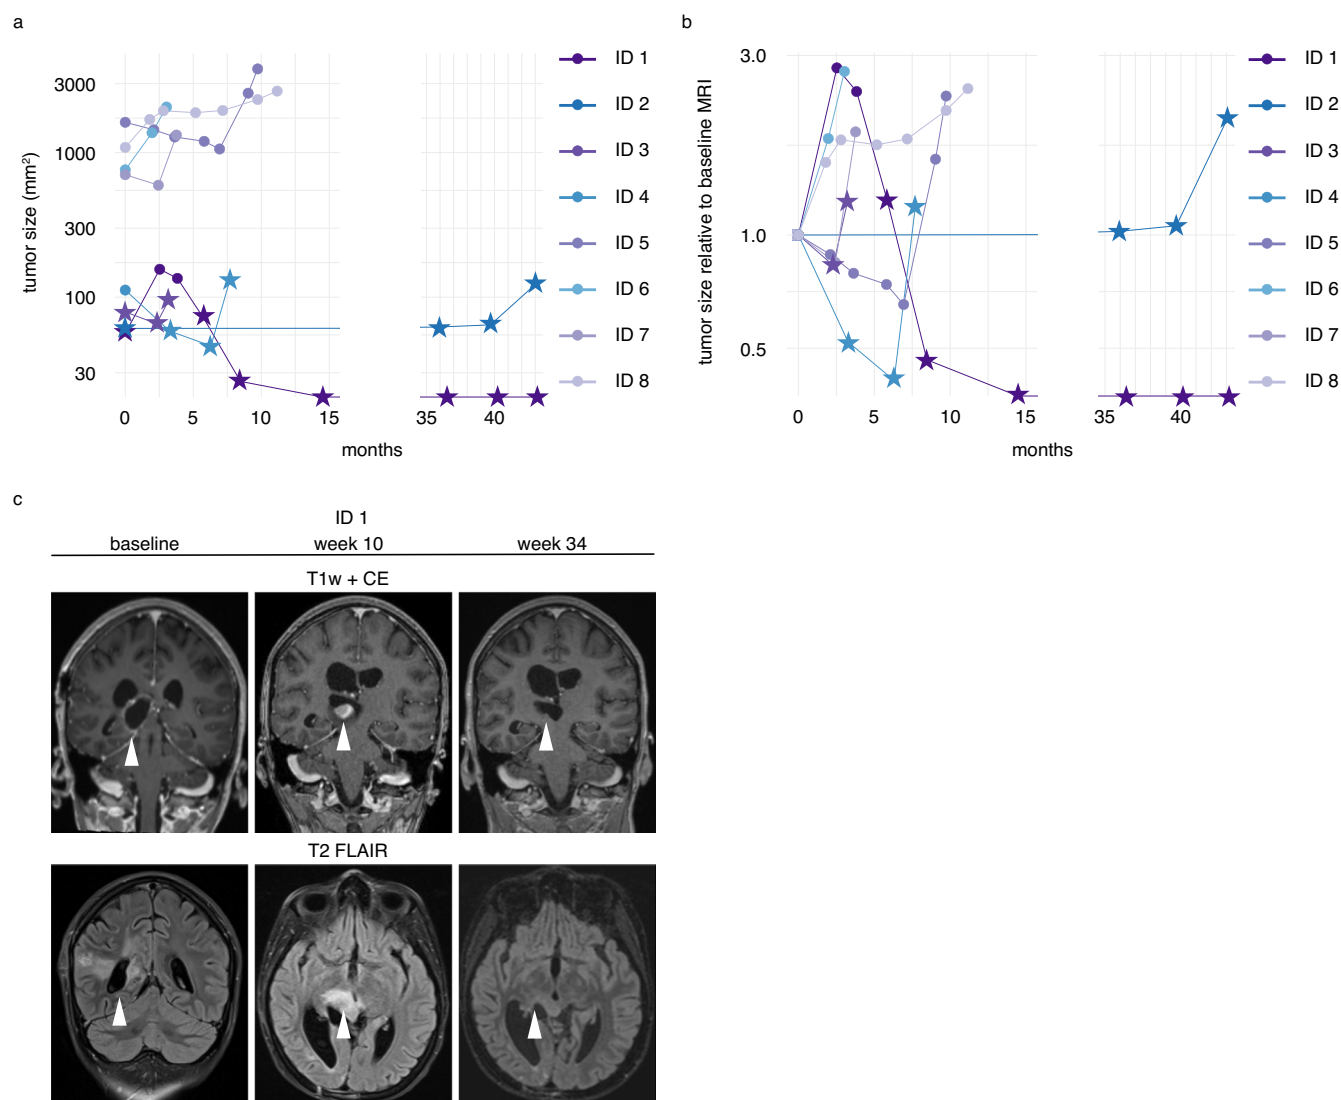 a
tumor size (mm²)
3000
1000
300
100
30
0 5 10 15 35 40
months
ID 1
ID 2
ID 3
ID 4
ID 5
ID 6
ID 7
ID 8
b
tumor size relative to baseline MRI
3.0
1.0
0.5
0 5 10 15 35 40
months
ID 1
ID 2
ID 3
ID 4
ID 5
ID 6
ID 7
ID 8
c
ID 1
baseline week 10 week 34
T1w + CE
T2 FLAIR